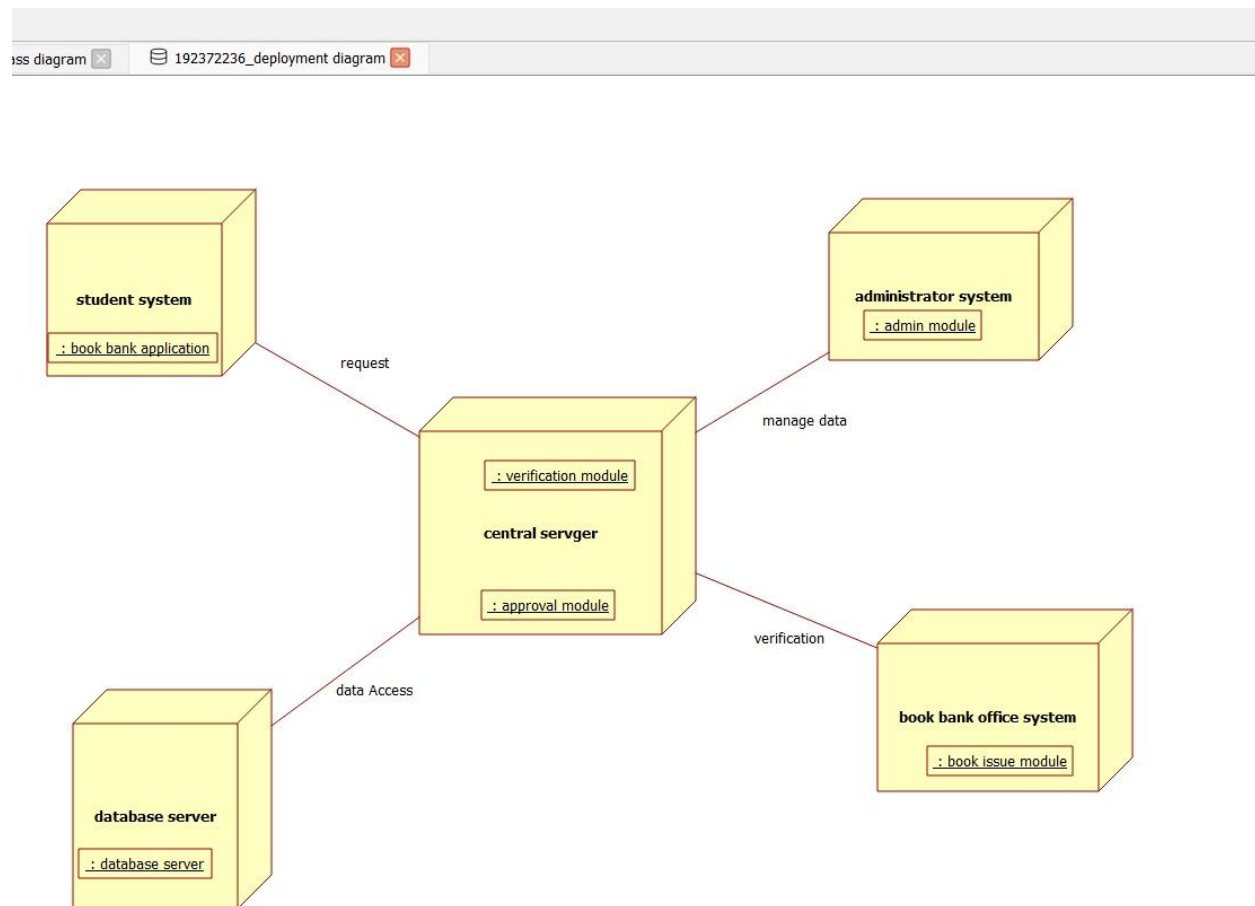 ass diagram
192372236_deployment diagram
student system
: book bank application
request
administrator system
: admin module
manage data
: verification module
central servger
: approval module
verification
data Access
book bank office system
: book issue module
database server
: database server